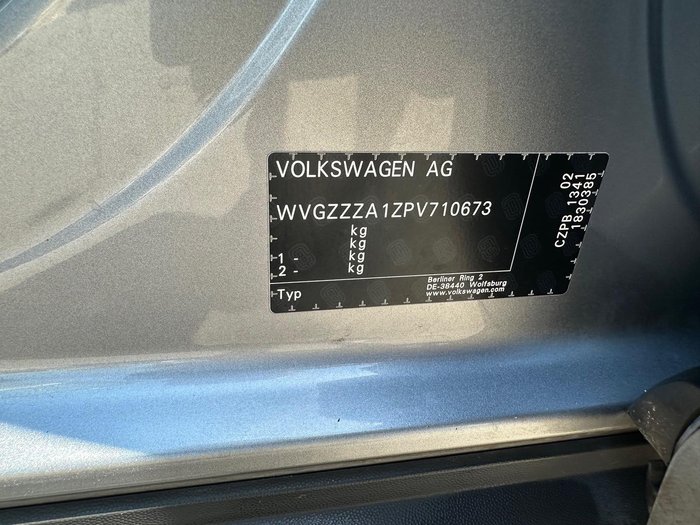 VOLKSWAGEN AG
WVGZZZA1ZPV710673
kg
kg
1 - kg
2 - kg
Typ
Berliner Ring 2
DE-38440 Wolfsburg
www.volkswagen.com
02
CZPB 1341
1830385